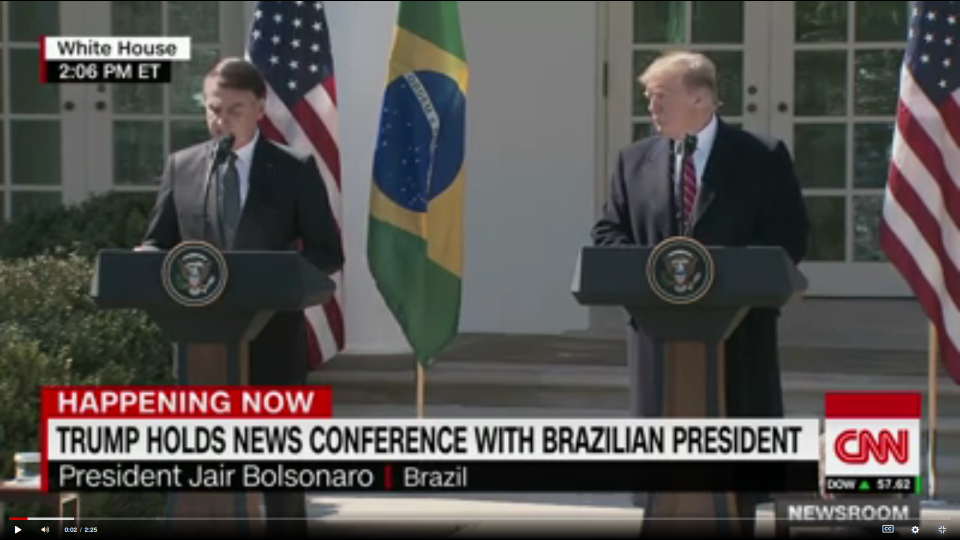 White House
2:06 PM ET
HAPPENING NOW
TRUMP HOLDS NEWS CONFERENCE WITH BRAZILIAN PRESIDENT
President Jair Bolsonaro | Brazil
CNN
DOW ▲ 57.62
NEWSROOM
0:02 / 2:25
CC